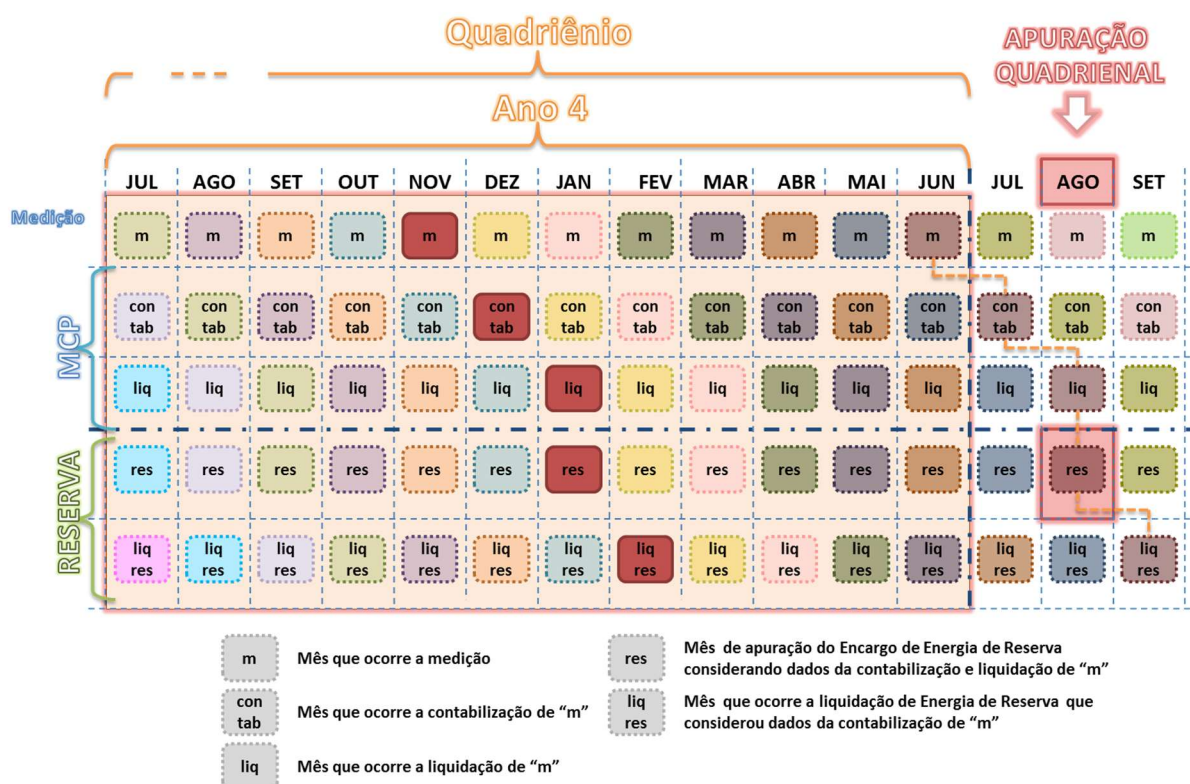 Quadriênio
APURAÇÃO
QUADRIENAL
Ano 4
JUL AGO SET OUT NOV DEZ JAN FEV MAR ABR MAI JUN JUL AGO SET
Medição
m m m m m m m m m m m m m m m
MCP
con con con con con con con con con con con con con con con
tab tab tab tab tab tab tab tab tab tab tab tab tab tab tab
liq liq liq liq liq liq liq liq liq liq liq liq liq liq liq
RESERVA
res res res res res res res res res res res res res res res
liq liq liq liq liq liq liq liq liq liq liq liq liq liq liq
res res res res res res res res res res res res res res res
m Mês que ocorre a medição
con
tab
Mês que ocorre a contabilização de “m”
liq Mês que ocorre a liquidação de “m”
res
Mês de apuração do Encargo de Energia de Reserva
considerando dados da contabilização e liquidação de “m”
liq
res
Mês que ocorre a liquidação de Energia de Reserva que
considerou dados da contabilização de “m”